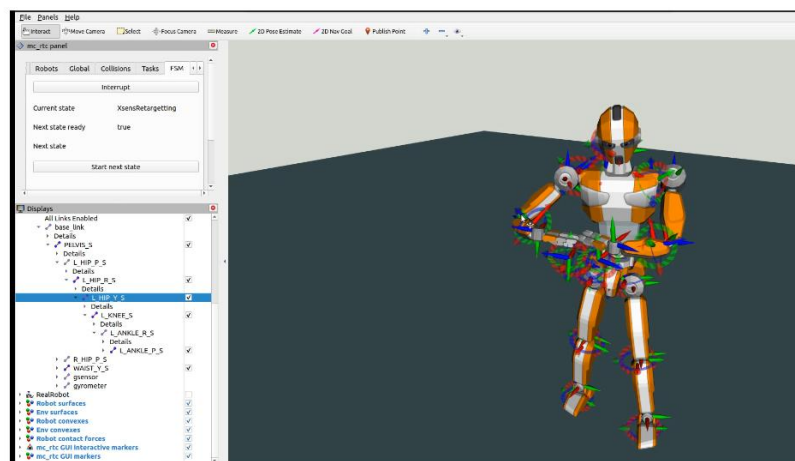 File Panels Help
Interact Move Camera Select Focus Camera Measure 2D Pose Estimate 2D Nav Goal Publish Point
mc_rtc panel
Robots Global Collisions Tasks FSM
Interrupt
Current state XsensRetargetting
Next state ready true
Next state
Start next state
Displays
All Links Enabled
base_link
Details
PELVIS_S
Details
L_HIP_P_S
Details
L_HIP_R_S
Details
L_HIP_Y_S
Details
L_KNEE_S
Details
L_ANKLE_R_S
Details
L_ANKLE_P_S
R_HIP_P_S
WAIST_Y_S
gsensor
gyrometer
RealRobot
Robot surfaces
Env surfaces
Robot convexes
Env convexes
Robot contact forces
mc_rtc GUI interactive markers
mc_rtc GUI markers